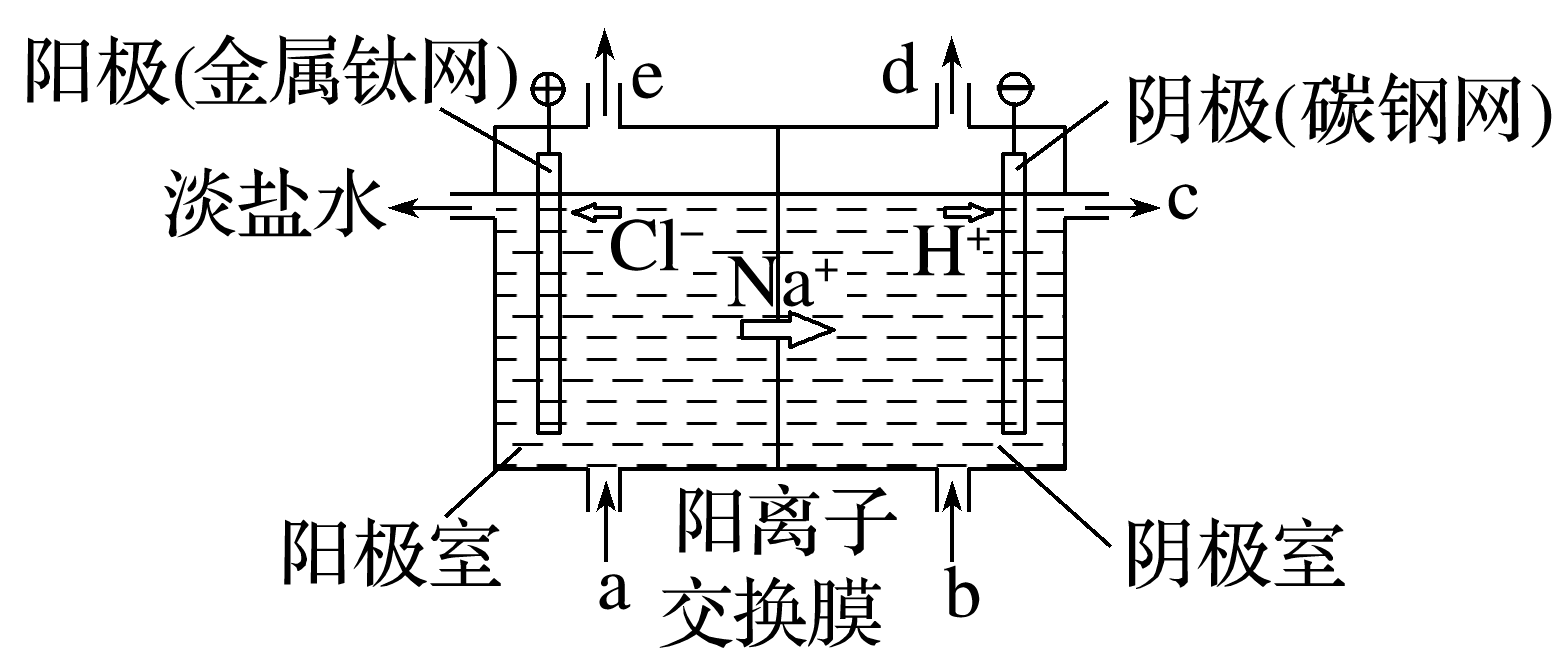 阳极(金属钛网)
e
d
阴极(碳钢网)
淡盐水
c
Cl⁻
H⁺
Na⁺
阳极室
a
阳离子
交换膜
b
阴极室